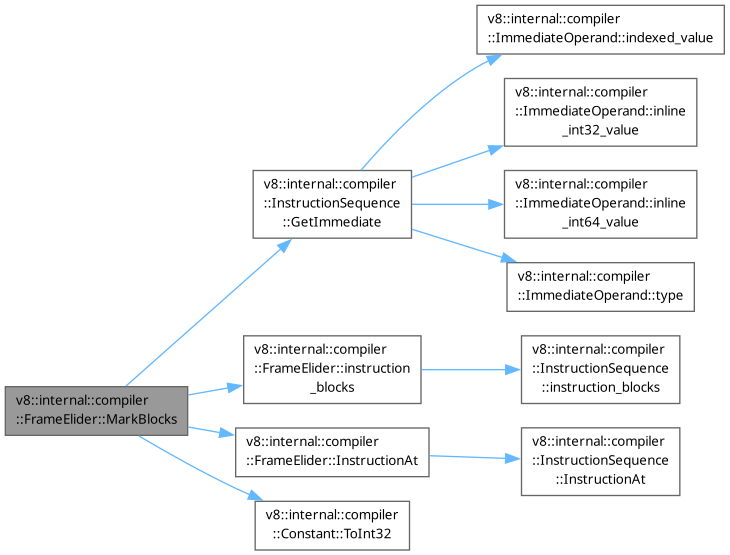 v8::internal::compiler
::ImmediateOperand::indexed_value
v8::internal::compiler
::ImmediateOperand::inline
_int32_value
v8::internal::compiler
::InstructionSequence
::GetImmediate
v8::internal::compiler
::ImmediateOperand::inline
_int64_value
v8::internal::compiler
::ImmediateOperand::type
v8::internal::compiler
::FrameElider::instruction
_blocks
v8::internal::compiler
::InstructionSequence
::instruction_blocks
v8::internal::compiler
::FrameElider::MarkBlocks
v8::internal::compiler
::FrameElider::InstructionAt
v8::internal::compiler
::InstructionSequence
::InstructionAt
v8::internal::compiler
::Constant::ToInt32